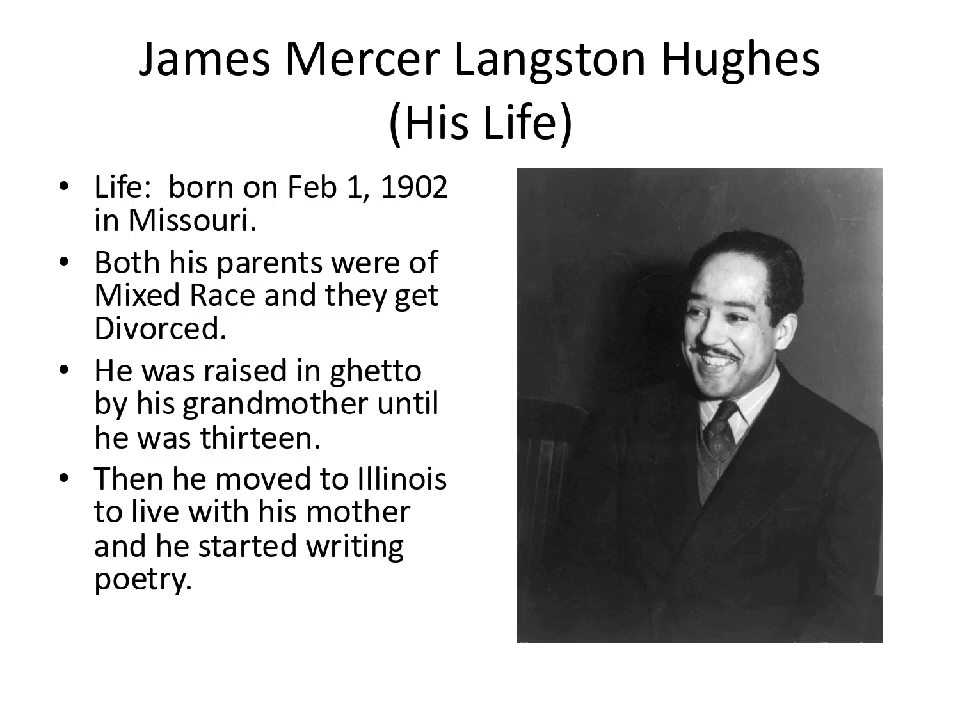 James Mercer Langston Hughes
(His Life)
• Life:  born on Feb 1, 1902
in Missouri.
• Both his parents were of
Mixed Race and they get
Divorced.
• He was raised in ghetto
by his grandmother until
he was thirteen.
• Then he moved to Illinois
to live with his mother
and he started writing
poetry.